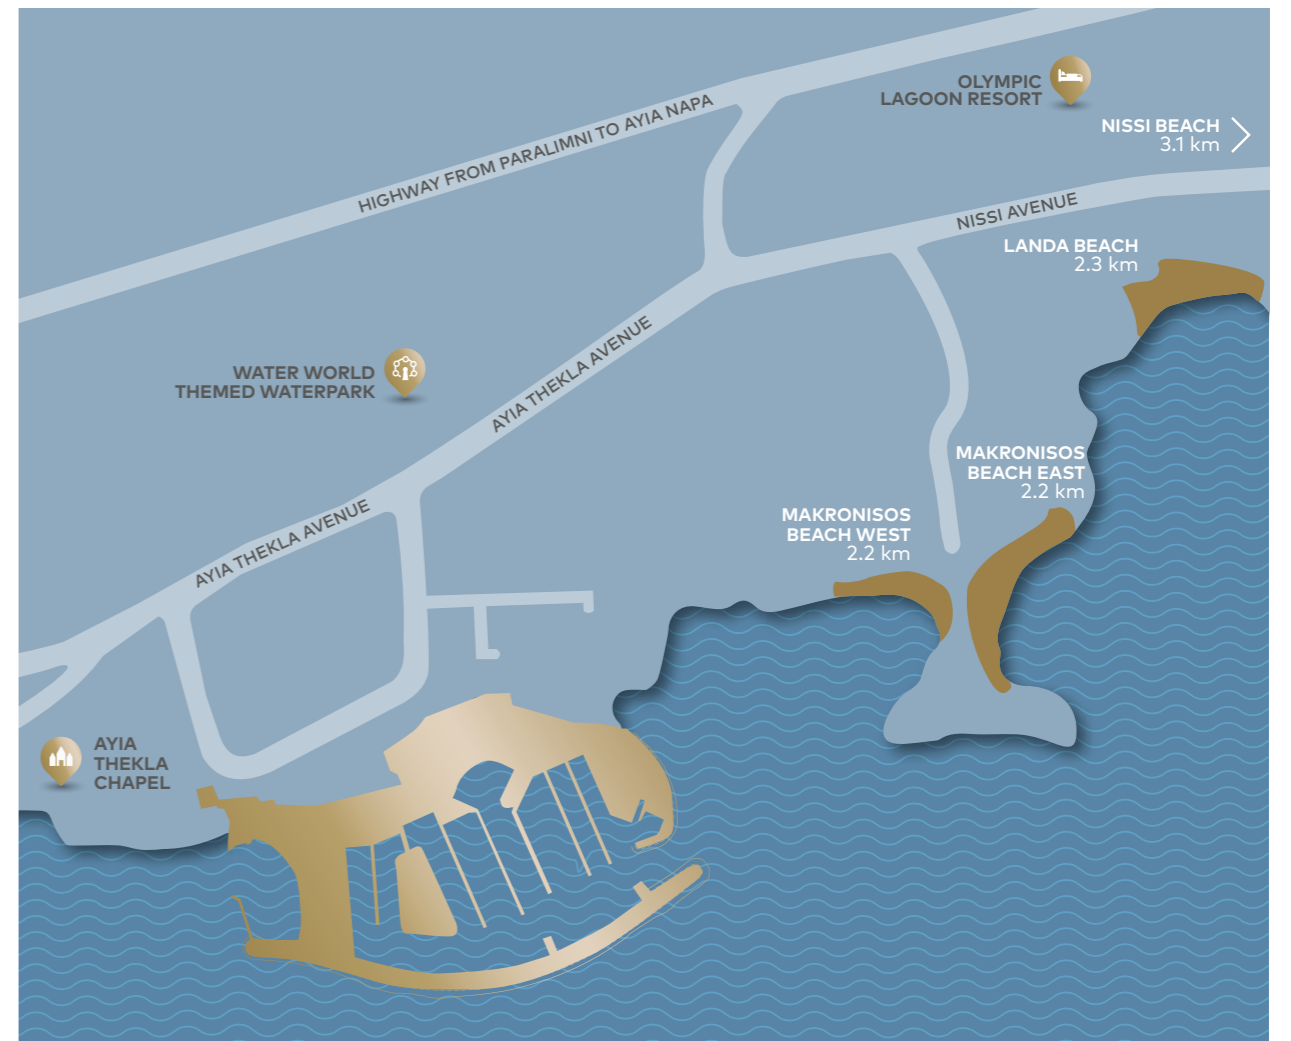 OLYMPIC
LAGOON RESORT
HIGHWAY FROM PARALIMNI TO AYIA NAPA
NISSI BEACH
3.1 km
NISSI AVENUE
LANDA BEACH
2.3 km
AYIA THEKLA AVENUE
WATER WORLD
THEMED WATERPARK
MAKRONISOS
BEACH EAST
2.2 km
MAKRONISOS
BEACH WEST
2.2 km
AYIA THEKLA AVENUE
AYIA
THEKLA
CHAPEL